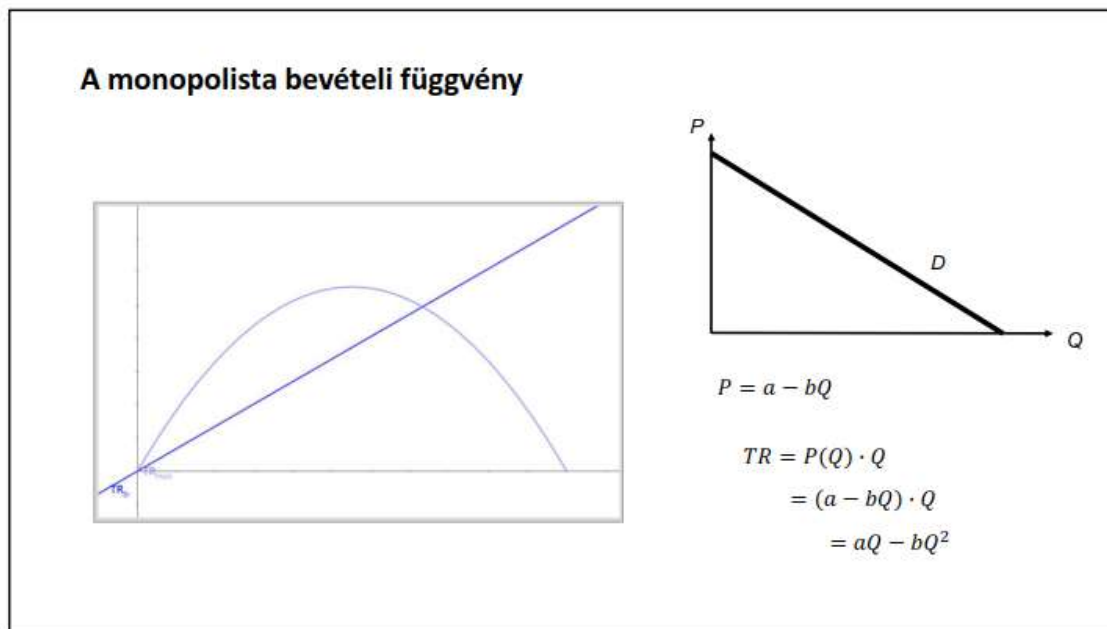 A monopolista bevételi függvény
P
D
Q
P = a − bQ
TR = P(Q) · Q
= (a − bQ) · Q
= aQ − bQ²